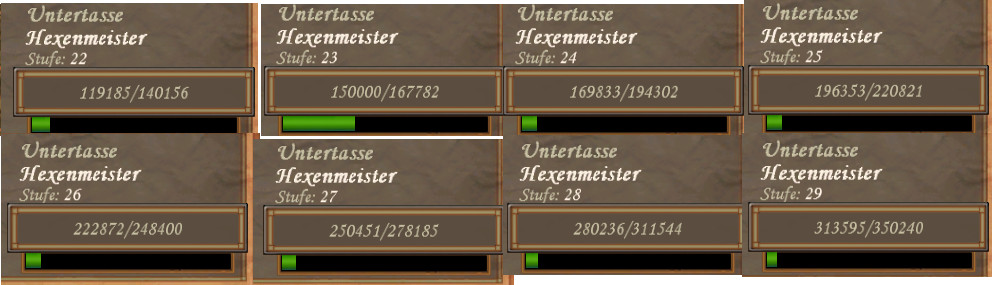 Untertasse
Hexenmeister
Stufe: 22
119185/140156
Untertasse
Hexenmeister
Stufe: 23
150000/167782
Untertasse
Hexenmeister
Stufe: 24
169833/194302
Untertasse
Hexenmeister
Stufe: 25
196353/220821
Untertasse
Hexenmeister
Stufe: 26
222872/248400
Untertasse
Hexenmeister
Stufe: 27
250451/278185
Untertasse
Hexenmeister
Stufe: 28
280236/311544
Untertasse
Hexenmeister
Stufe: 29
313595/350240